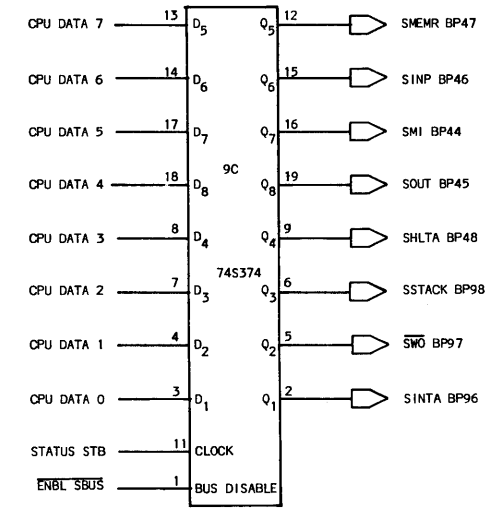 CPU DATA 7 13 D5 Q5 12 SMEMR BP47
CPU DATA 6 14 D6 Q6 15 SINP BP46
CPU DATA 5 17 D7 Q7 16 SMI BP44
9C
CPU DATA 4 18 D8 Q8 19 SOUT BP45
CPU DATA 3 8 D4 Q4 9 SHLTA BP48
74S374
CPU DATA 2 7 D3 Q3 6 SSTACK BP98
CPU DATA 1 4 D2 Q2 5 SWO BP97
CPU DATA 0 3 D1 Q1 2 SINTA BP96
STATUS STB 11 CLOCK
ENBL SBUS 1 BUS DISABLE